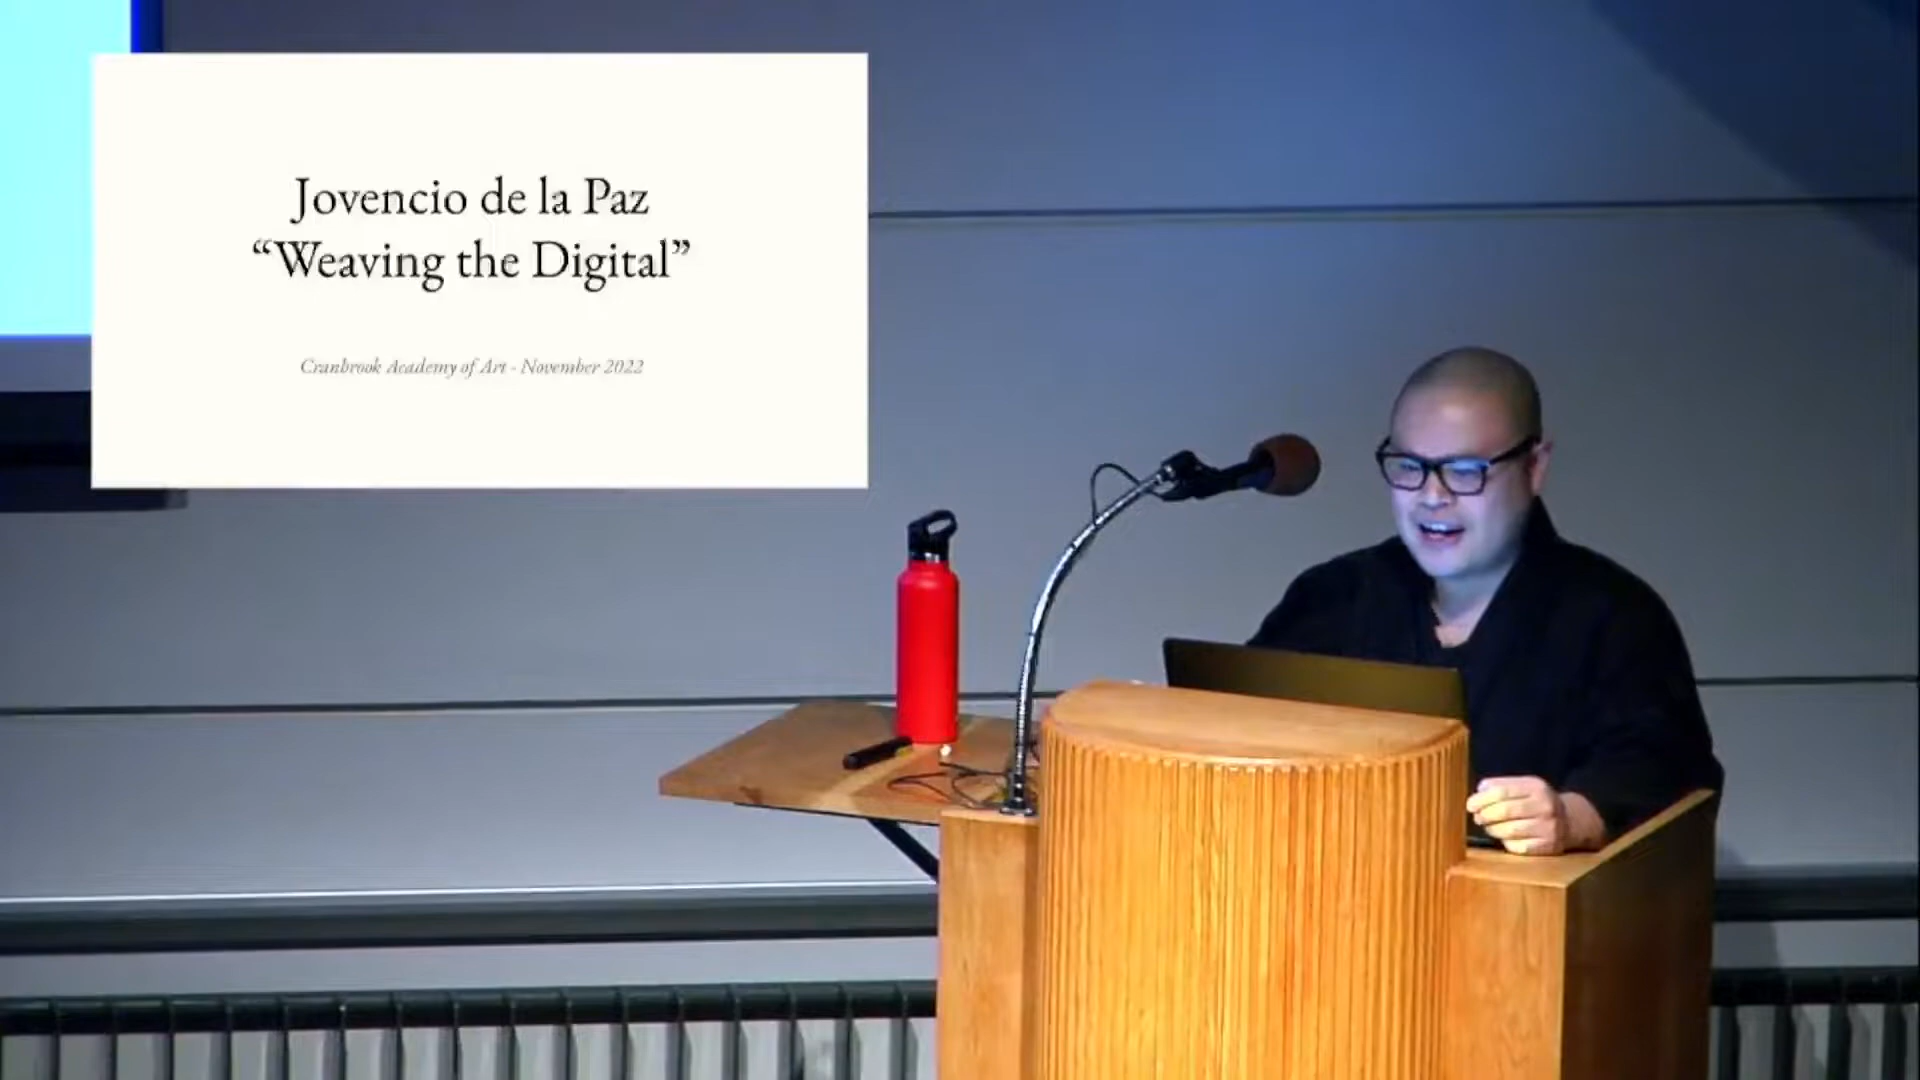 Jovencio de la Paz
“Weaving the Digital”
Cranbrook Academy of Art - November 2022